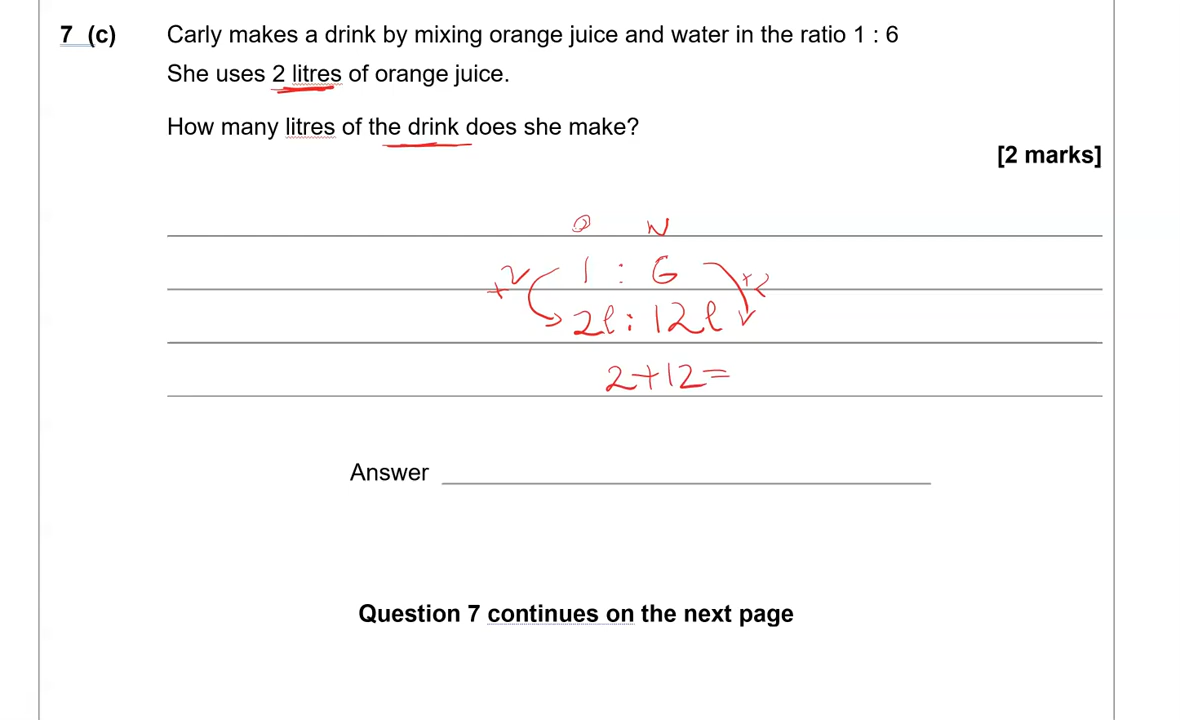 7 (c) Carly makes a drink by mixing orange juice and water in the ratio 1 : 6
She uses 2 litres of orange juice.
How many litres of the drink does she make?
[2 marks]
O W
×2 1 : 6 ×2
2l : 12l
2+12=
Answer
Question 7 continues on the next page